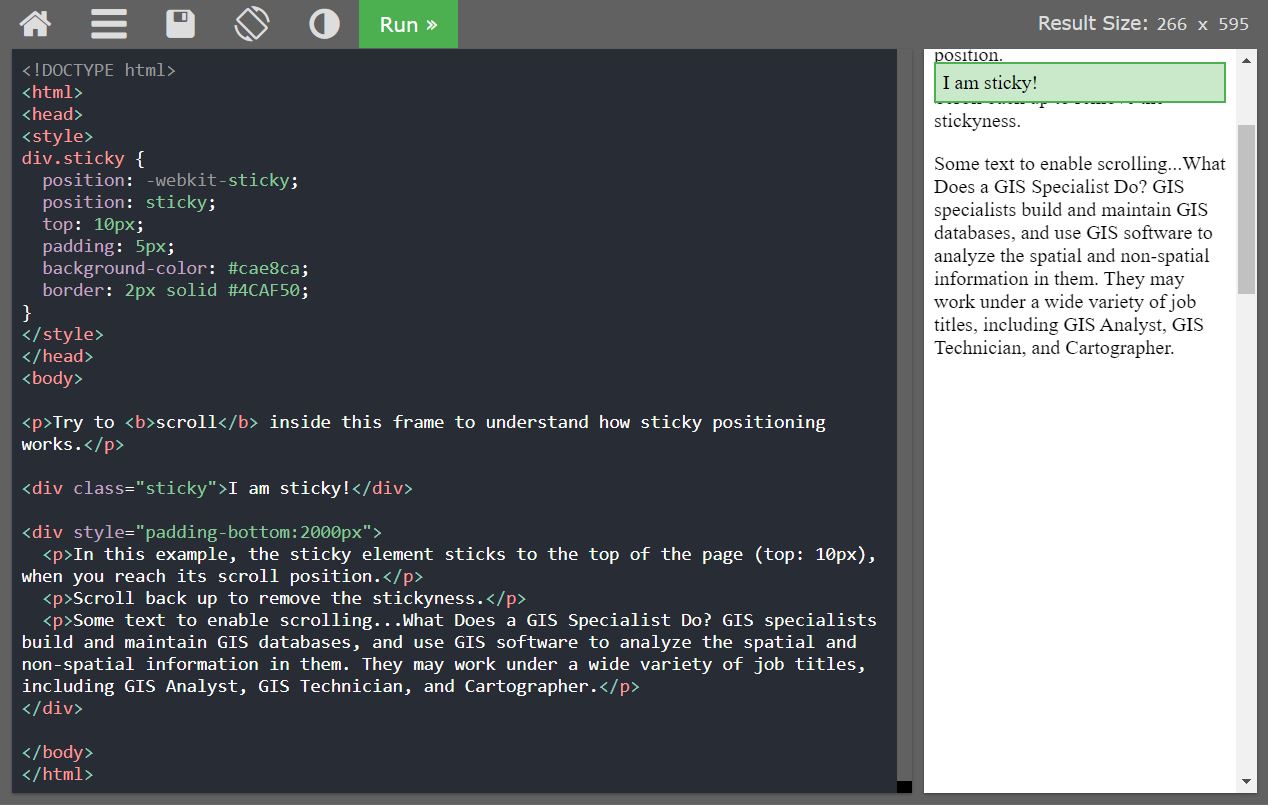 Run »
Result Size: 266 x 595
<!DOCTYPE html>
<html>
<head>
<style>
div.sticky {
  position: -webkit-sticky;
  position: sticky;
  top: 10px;
  padding: 5px;
  background-color: #cae8ca;
  border: 2px solid #4CAF50;
}
</style>
</head>
<body>

<p>Try to <b>scroll</b> inside this frame to understand how sticky positioning
works.</p>

<div class="sticky">I am sticky!</div>

<div style="padding-bottom:2000px">
  <p>In this example, the sticky element sticks to the top of the page (top: 10px),
when you reach its scroll position.</p>
  <p>Scroll back up to remove the stickyness.</p>
  <p>Some text to enable scrolling...What Does a GIS Specialist Do? GIS specialists
build and maintain GIS databases, and use GIS software to analyze the spatial and
non-spatial information in them. They may work under a wide variety of job titles,
including GIS Analyst, GIS Technician, and Cartographer.</p>
</div>

</body>
</html>
position.
I am sticky!
Scroll back up to remove the
stickyness.
Some text to enable scrolling...What
Does a GIS Specialist Do? GIS
specialists build and maintain GIS
databases, and use GIS software to
analyze the spatial and non-spatial
information in them. They may
work under a wide variety of job
titles, including GIS Analyst, GIS
Technician, and Cartographer.